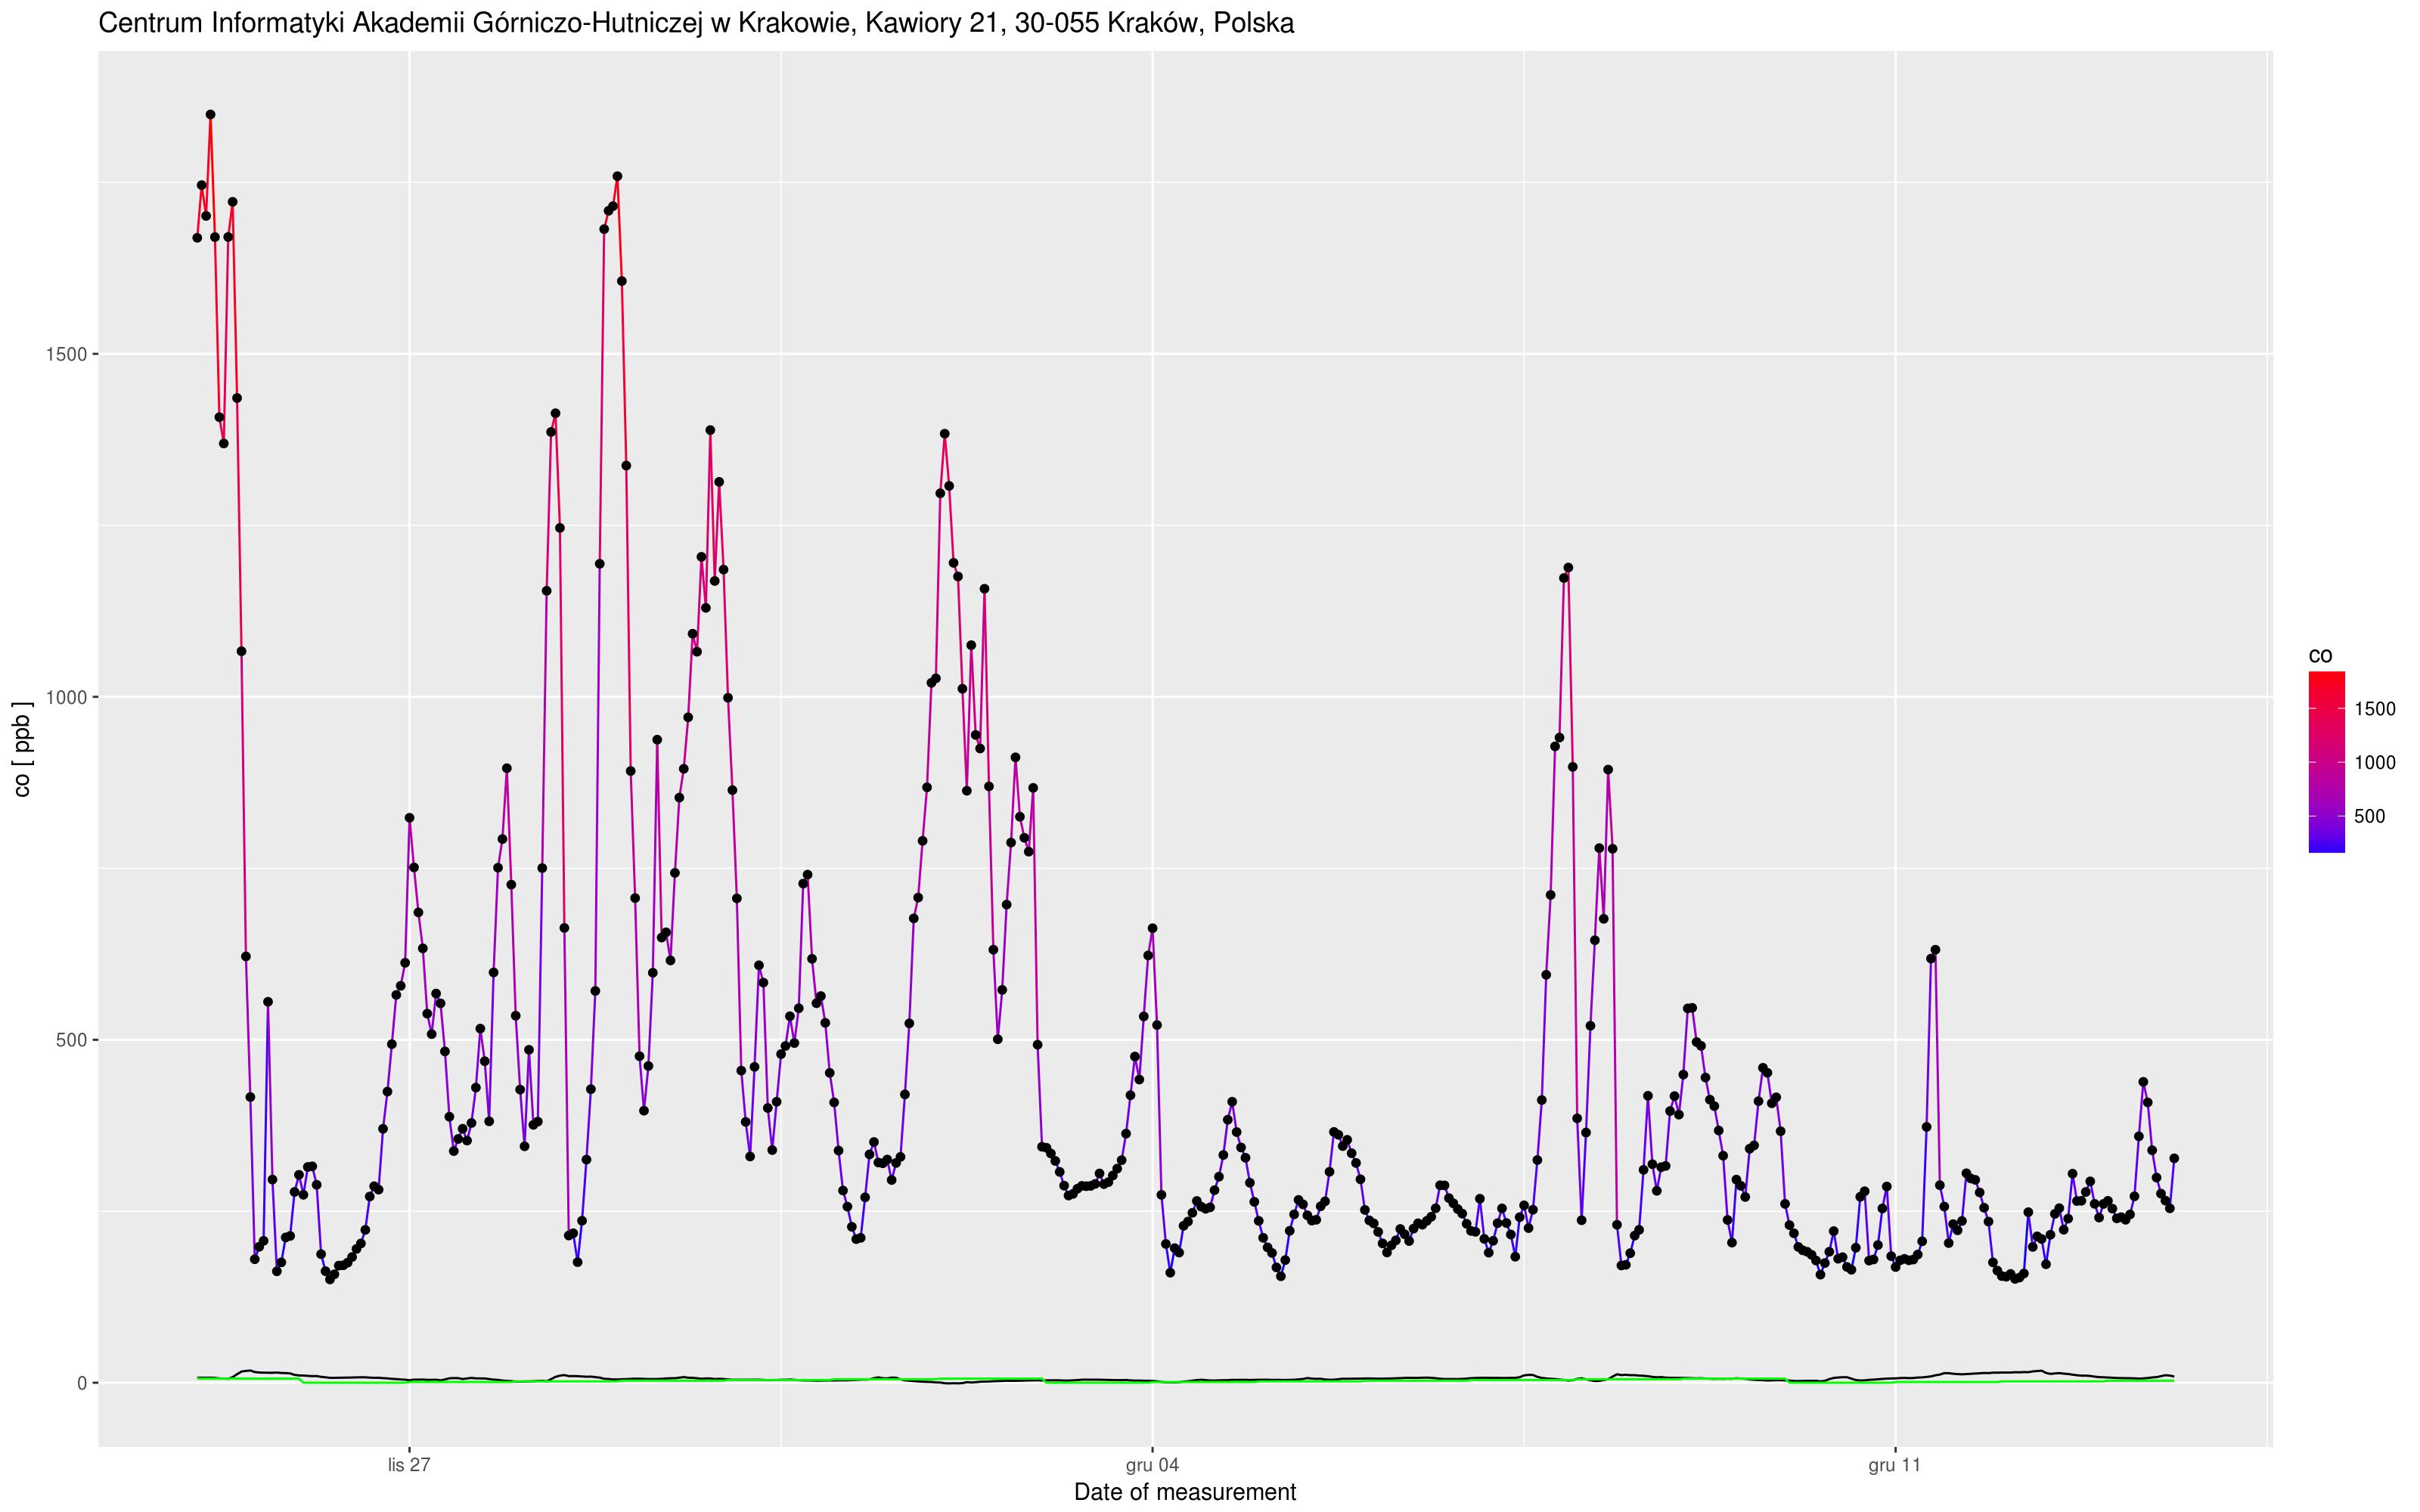 Centrum Informatyki Akademii Górniczo-Hutniczej w Krakowie, Kawiory 21, 30-055 Kraków, Polska
1500
1000
500
0
co [ ppb ]
lis 27
gru 04
gru 11
Date of measurement
co
1500
1000
500